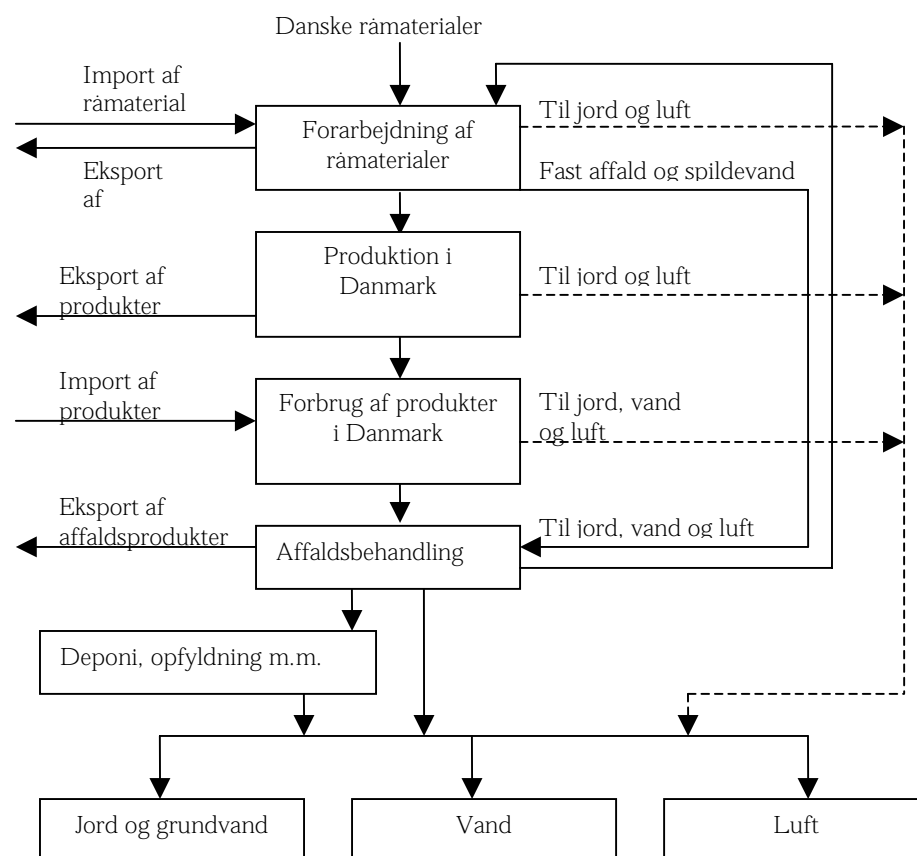 Danske råmaterialer
Import af
råmaterial
Forarbejdning af
råmaterialer
Til jord og luft
Eksport
af
Fast affald og spildevand
Produktion i
Danmark
Eksport af
produkter
Til jord og luft
Import af
produkter
Forbrug af produkter
i Danmark
Til jord, vand
og luft
Eksport af
affaldsprodukter
Affaldsbehandling
Til jord, vand og luft
Deponi, opfyldning m.m.
Jord og grundvand
Vand
Luft